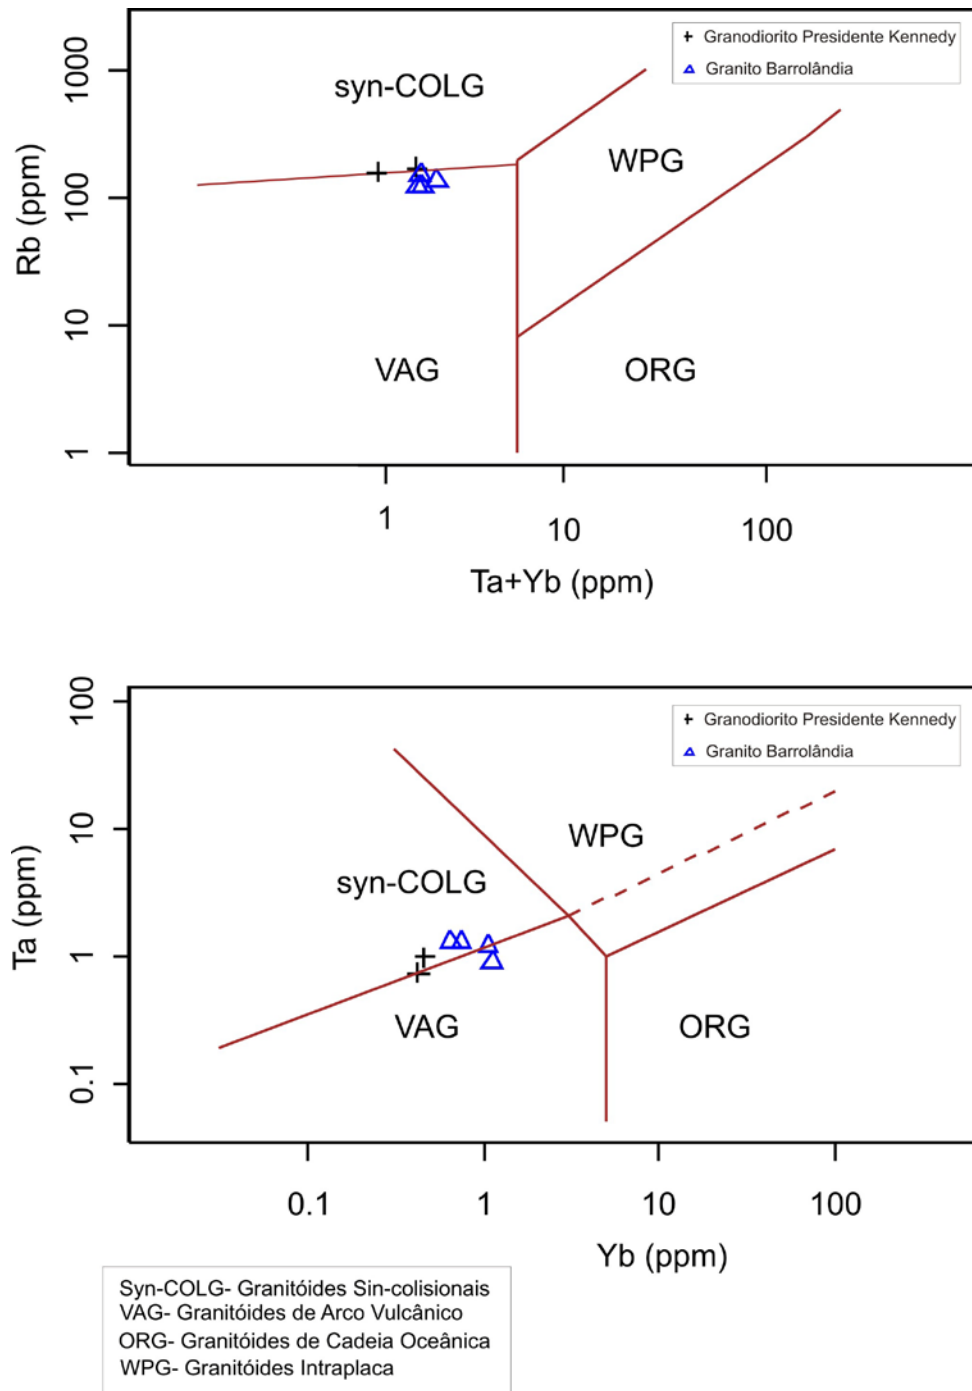 1000
100
10
1
Rb (ppm)
syn-COLG
WPG
VAG
ORG
Granodiorito Presidente Kennedy
Granito Barrolândia
1
10
100
Ta+Yb (ppm)
100
10
1
0.1
Ta (ppm)
Granodiorito Presidente Kennedy
Granito Barrolândia
WPG
syn-COLG
VAG
ORG
0.1
1
10
100
Yb (ppm)
Syn-COLG- Granitóides Sin-colisionais
VAG- Granitóides de Arco Vulcânico
ORG- Granitóides de Cadeia Oceânica
WPG- Granitóides Intraplaca